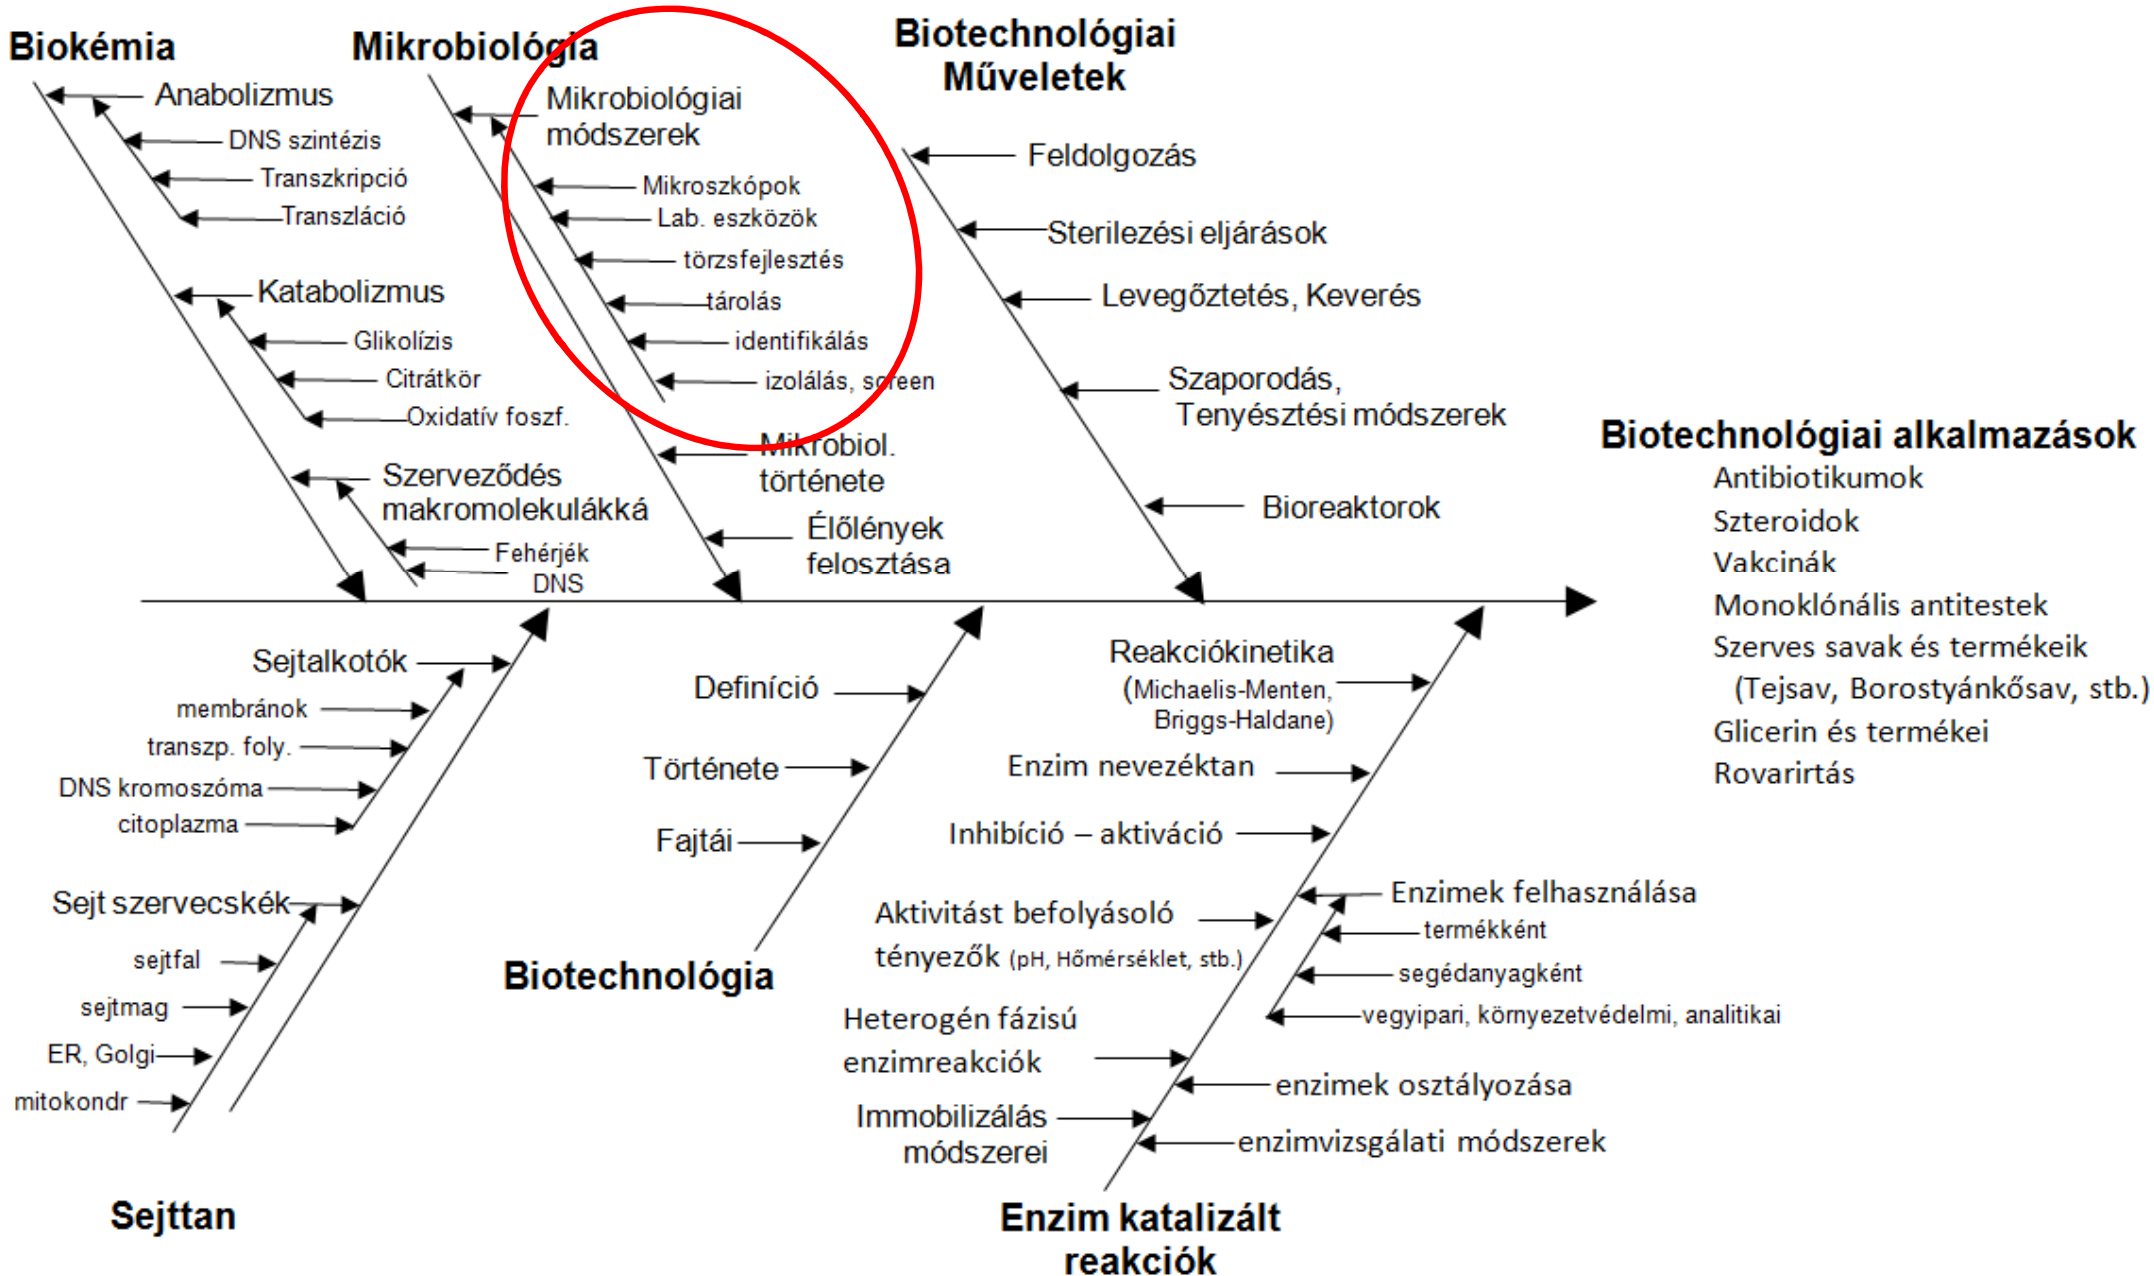 Biokémia
Anabolizmus
DNS szintézis
Transzkripció
Transzláció
Katabolizmus
Glikolízis
Citrátkör
Oxidatív foszf.
Szerveződés
makromolekulákká
Fehérjék
DNS
Mikrobiológia
Mikrobiológiai
módszerek
Mikroszkópok
Lab. eszközök
törzsfejlesztés
tárolás
identifikálás
izolálás, screen
Mikrobiol.
története
Élőlények
felosztása
Biotechnológiai
Műveletek
Feldolgozás
Sterilezési eljárások
Levegőztetés, Keverés
Szaporodás,
Tenyésztési módszerek
Bioreaktorok
Biotechnológiai alkalmazások
Antibiotikumok
Szteroidok
Vakcinák
Monoklónális antitestek
Szerves savak és termékeik
(Tejsav, Borostyánkősav, stb.)
Glicerin és termékei
Rovarirtás
Sejtalkotók
membránok
transzp. foly.
DNS kromoszóma
citoplazma
Sejt szervecskék
sejtfal
sejtmag
ER, Golgi
mitokondr
Sejttan
Definíció
Története
Fajtái
Biotechnológia
Reakciókinetika
(Michaelis-Menten,
Briggs-Haldane)
Enzim nevezéktan
Inhibíció – aktiváció
Aktivitást befolyásoló
tényezők (pH, Hőmérséklet, stb.)
Heterogén fázisú
enzimreakciók
Immobilizálás
módszerei
Enzimek felhasználása
termékként
segédanyagként
vegyipari, környezetvédelmi, analitikai
enzimek osztályozása
enzimvizsgálati módszerek
Enzim katalizált
reakciók